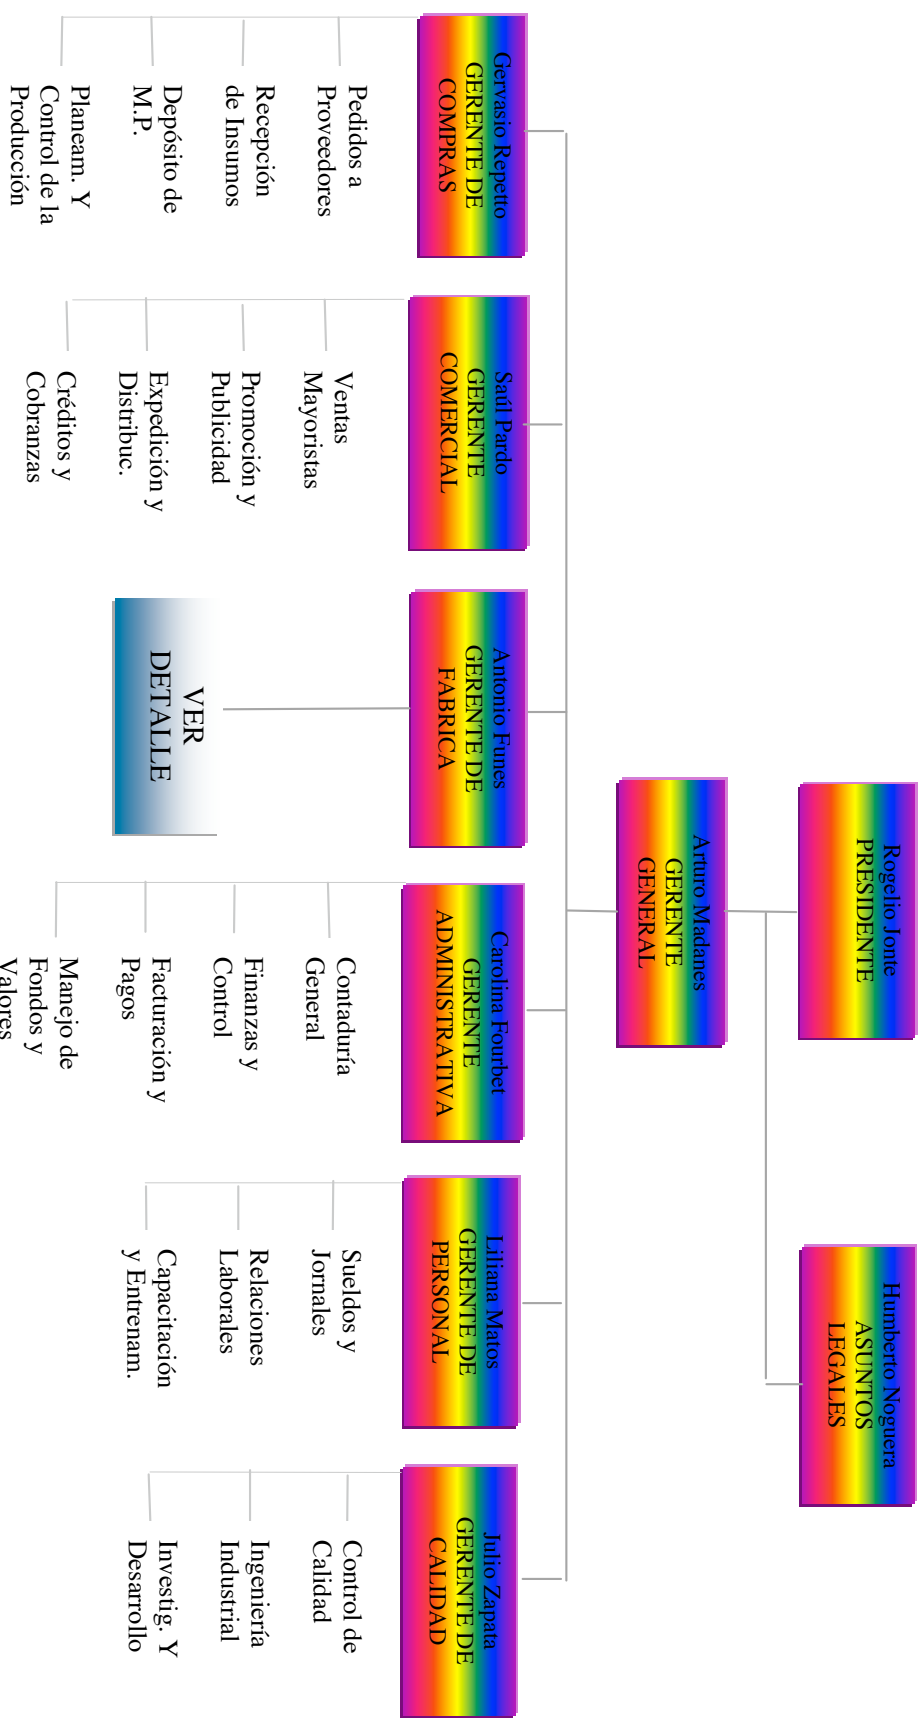 Rogelio Jonte
PRESIDENTE
Humberto Noguera
ASUNTOS
LEGALES
Arturo Madanes
GERENTE
GENERAL
Gervasio Repetto
GERENTE DE
COMPRAS
Pedidos a
Proveedores
Recepción
de Insumos
Depósito de
M.P.
Planeam. Y
Control de la
Producción
Saúl Pardo
GERENTE
COMERCIAL
Ventas
Mayoristas
Promoción y
Publicidad
Expedición y
Distribuc.
Créditos y
Cobranzas
Antonio Funes
GERENTE DE
FABRICA
VER
DETALLE
Carolina Fourbet
GERENTE
ADMINISTRATIVA
Contaduría
General
Finanzas y
Control
Facturación y
Pagos
Manejo de
Fondos y
Valores
Liliana Matos
GERENTE DE
PERSONAL
Sueldos y
Jornales
Relaciones
Laborales
Capacitación
y Entrenam.
Julio Zapata
GERENTE DE
CALIDAD
Control de
Calidad
Ingeniería
Industrial
Investig. Y
Desarrollo